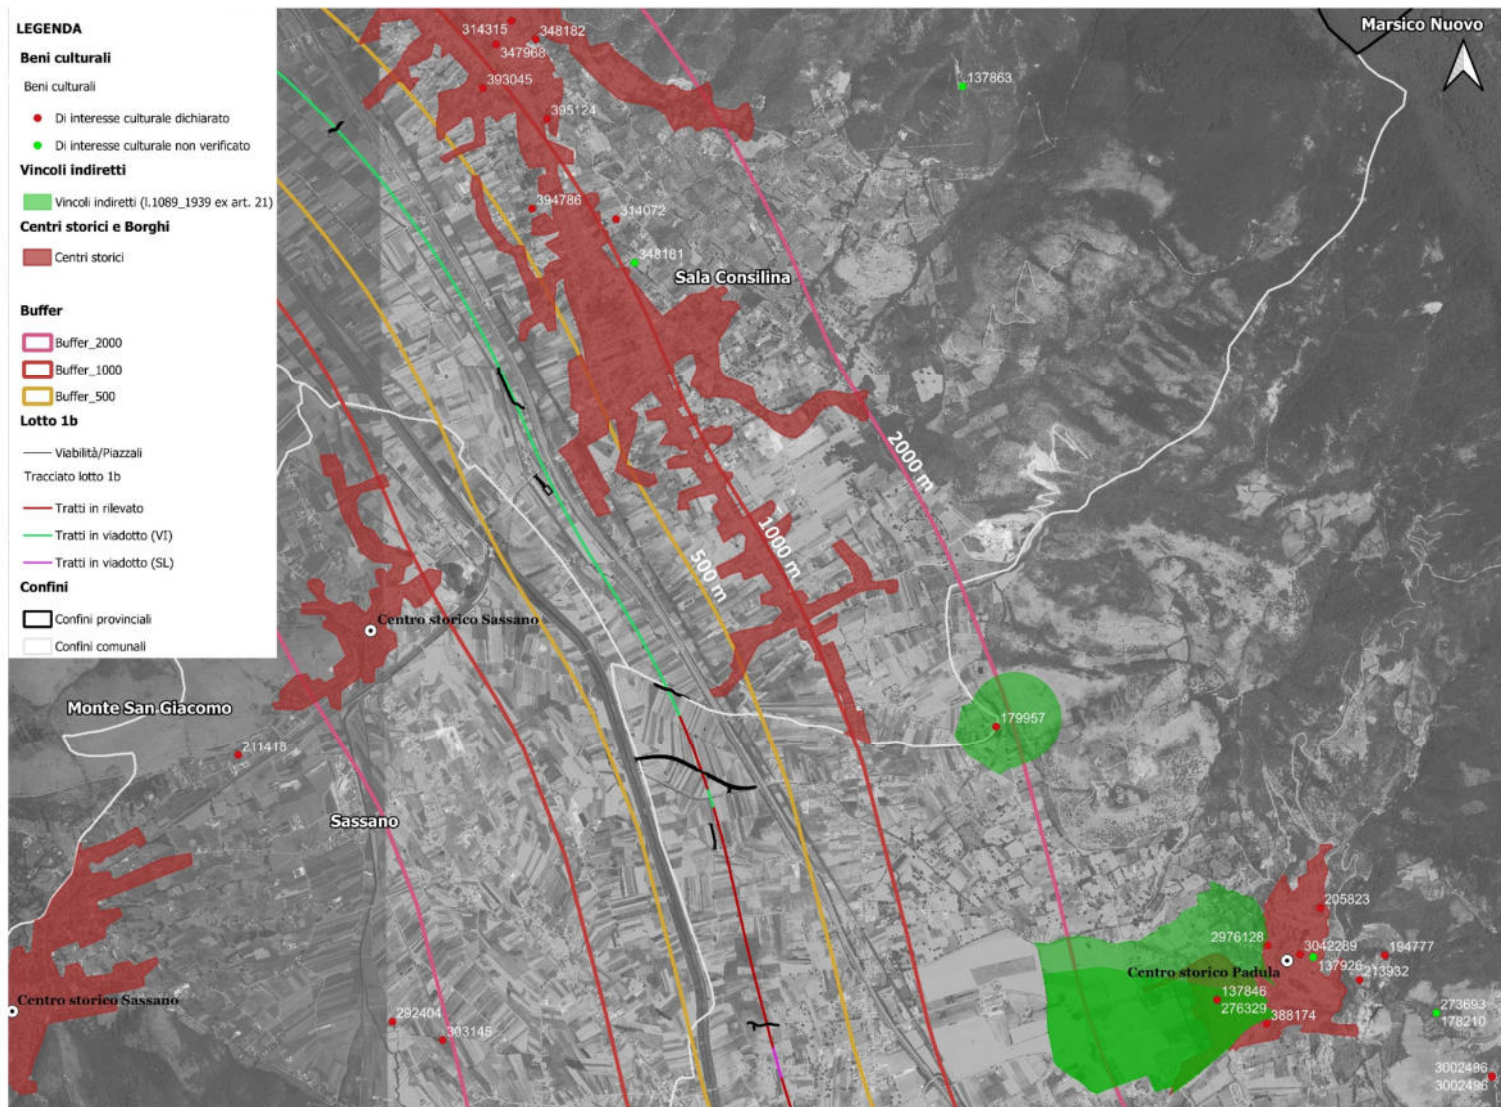 LEGENDA
Beni culturali
Beni culturali
Di interesse culturale dichiarato
Di interesse culturale non verificato
Vincoli indiretti
Vincoli indiretti (l.1089_1939 ex art. 21)
Centri storici e Borghi
Centri storici
Buffer
Buffer_2000
Buffer_1000
Buffer_500
Lotto 1b
Viabilità/Piazzali
Tracciato lotto 1b
Tratti in rilevato
Tratti in viadotto (VI)
Tratti in viadotto (SL)
Confini
Confini provinciali
Confini comunali
Marsico Nuovo
314315
348182
347968
393045
137863
395124
394786
314072
348181
Sala Consilina
2000 m
1000 m
500 m
Centro storico Sassano
Monte San Giacomo
211418
179957
Sassano
205823
2976128
3042289
194777
137926
Centro storico Padula
213932
Centro storico Sassano
137846
276329
273693
178210
292404
388174
303145
3002496
3002496